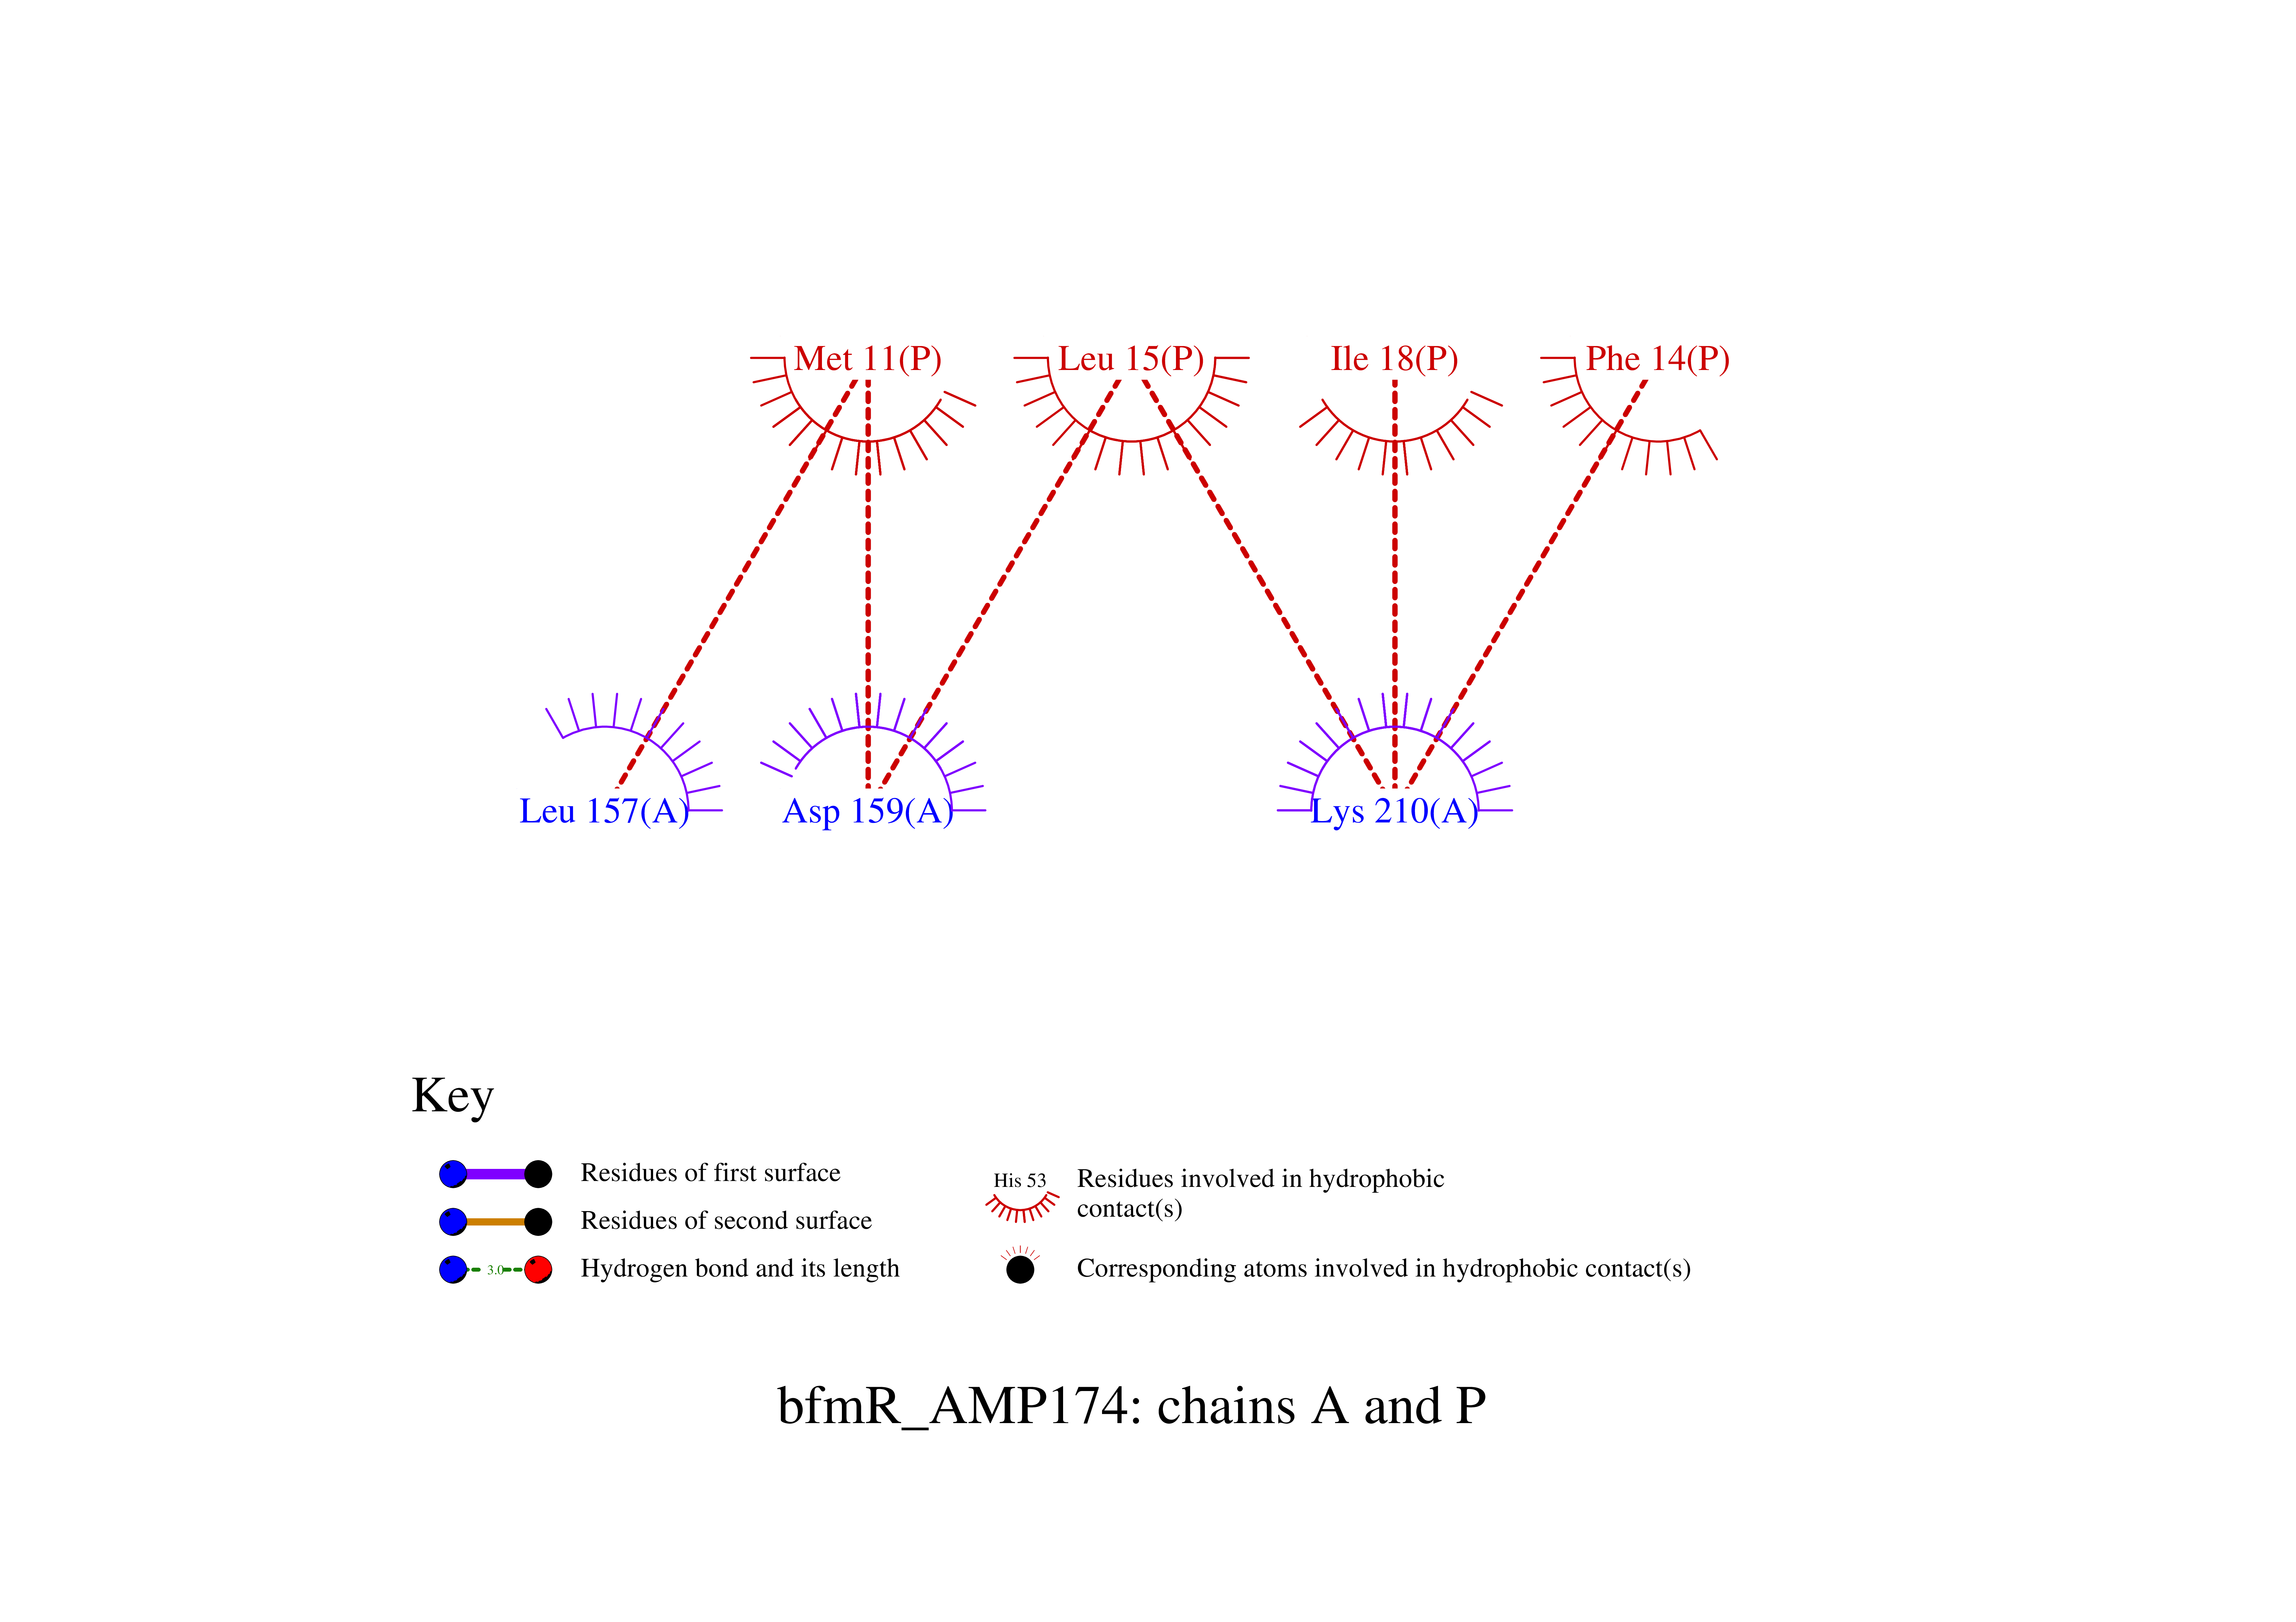 Met 11(P) Leu 15(P) Ile 18(P) Phe 14(P)
Leu 157(A) Asp 159(A) Lys 210(A)
Key
Residues of first surface
Residues of second surface
3.0 Hydrogen bond and its length
His 53 Residues involved in hydrophobic
contact(s)
Corresponding atoms involved in hydrophobic contact(s)
bfmR_AMP174: chains A and P